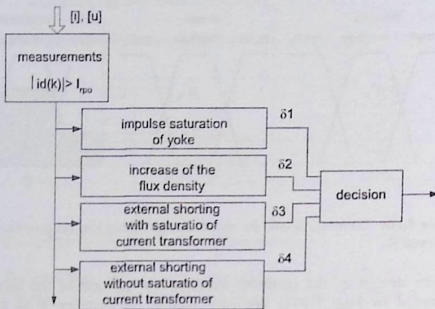 [i], [u]
measurements
|id(k)|> Irpo
impulse saturation
of yoke
δ1
increase of the
flux density
δ2
external shorting
with saturatio of
current transformer
δ3
external shorting
without saturatio of
current transformer
δ4
decision